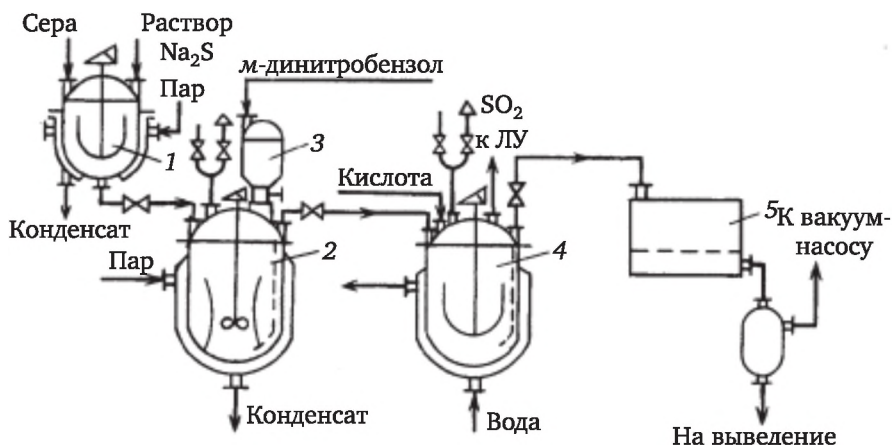 Сера
Раствор
Na₂S
Пар
м-динитробензол
SO₂
к ЛУ
1
3
Кислота
Конденсат
Пар
2
4
5
К вакуум-
насосу
Конденсат
Вода
На выведение